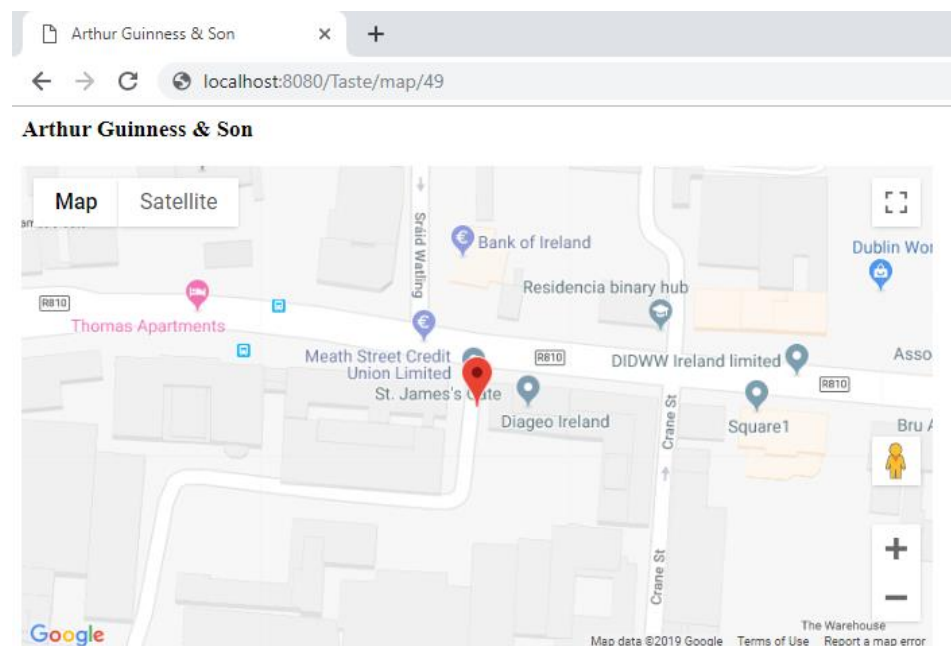 Arthur Guinness & Son
localhost:8080/Taste/map/49
Arthur Guinness & Son
Map
Satellite
Sráid Watling
Bank of Ireland
Dublin Wor
Residencia binary hub
R810
Thomas Apartments
Meath Street Credit
Union Limited
R810
DIDWW Ireland limited
Asso
St. James's Gate
R810
Diageo Ireland
Crane St
Square1
Bru A
Crane St
The Warehouse
Google
Map data ©2019 Google
Terms of Use
Report a map error